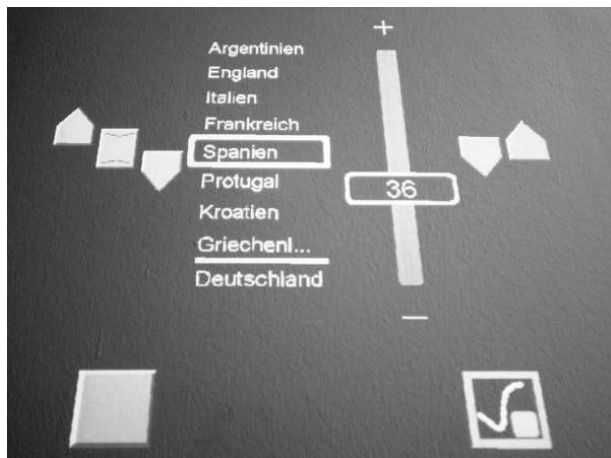 +
Argentinien
England
Italien
Frankreich
Spanien
Protugal
36
Kroatien
Griechenl...
Deutschland
—